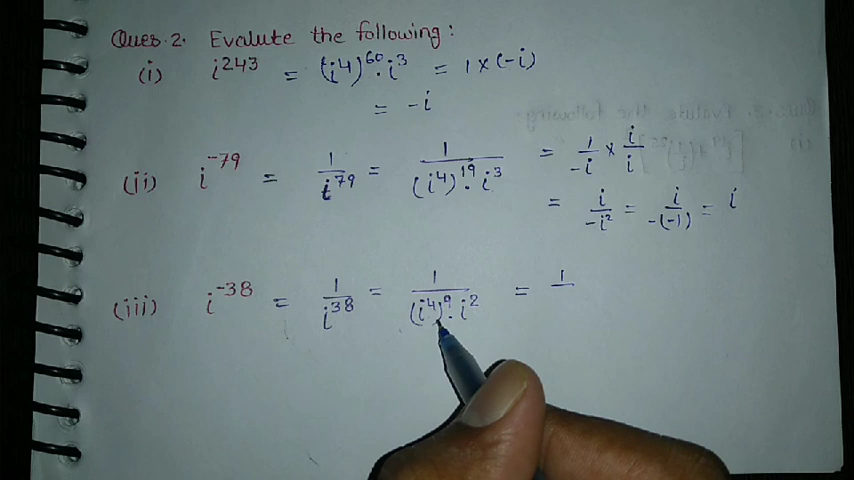 Ques. 2. Evalute the following:
(i) i^243 = (i^4)^60 · i^3 = 1 × (-i)
= -i
(ii) i^-79 = 1/i^79 = 1/((i^4)^19 · i^3) = 1/-i × i/i
= i/-i^2 = i/-(-1) = i
(iii) i^-38 = 1/i^38 = 1/((i^4)^9 · i^2) = 1/